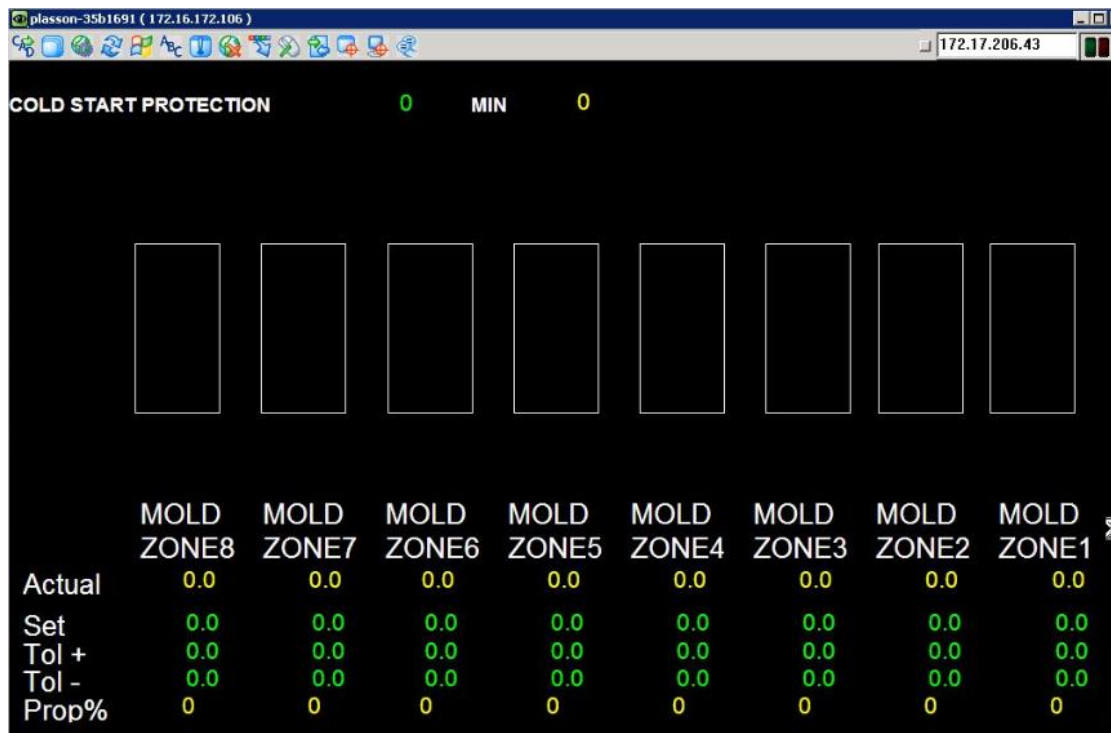 plasson-35b1691 ( 172.16.172.106 )
172.17.206.43
COLD START PROTECTION 0 MIN 0
MOLD MOLD MOLD MOLD MOLD MOLD MOLD MOLD
ZONE8 ZONE7 ZONE6 ZONE5 ZONE4 ZONE3 ZONE2 ZONE1
Actual 0.0 0.0 0.0 0.0 0.0 0.0 0.0 0.0
Set 0.0 0.0 0.0 0.0 0.0 0.0 0.0 0.0
Tol + 0.0 0.0 0.0 0.0 0.0 0.0 0.0 0.0
Tol - 0.0 0.0 0.0 0.0 0.0 0.0 0.0 0.0
Prop% 0 0 0 0 0 0 0 0